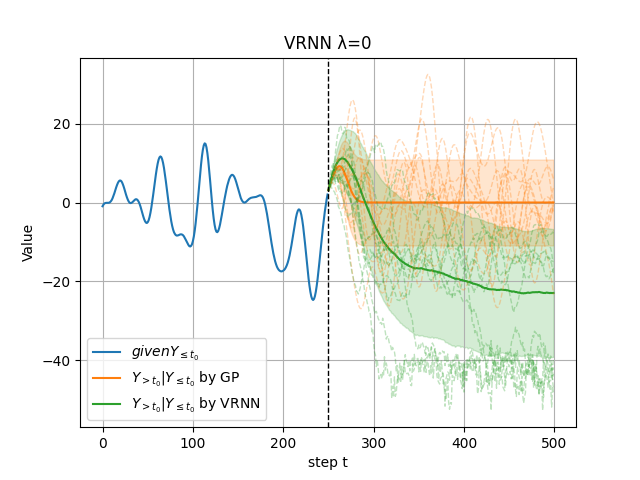 VRNN λ=0
Value
20
0
−20
−40
givenY≤t₀
Y>t₀|Y≤t₀ by GP
Y>t₀|Y≤t₀ by VRNN
0 100 200 300 400 500
step t